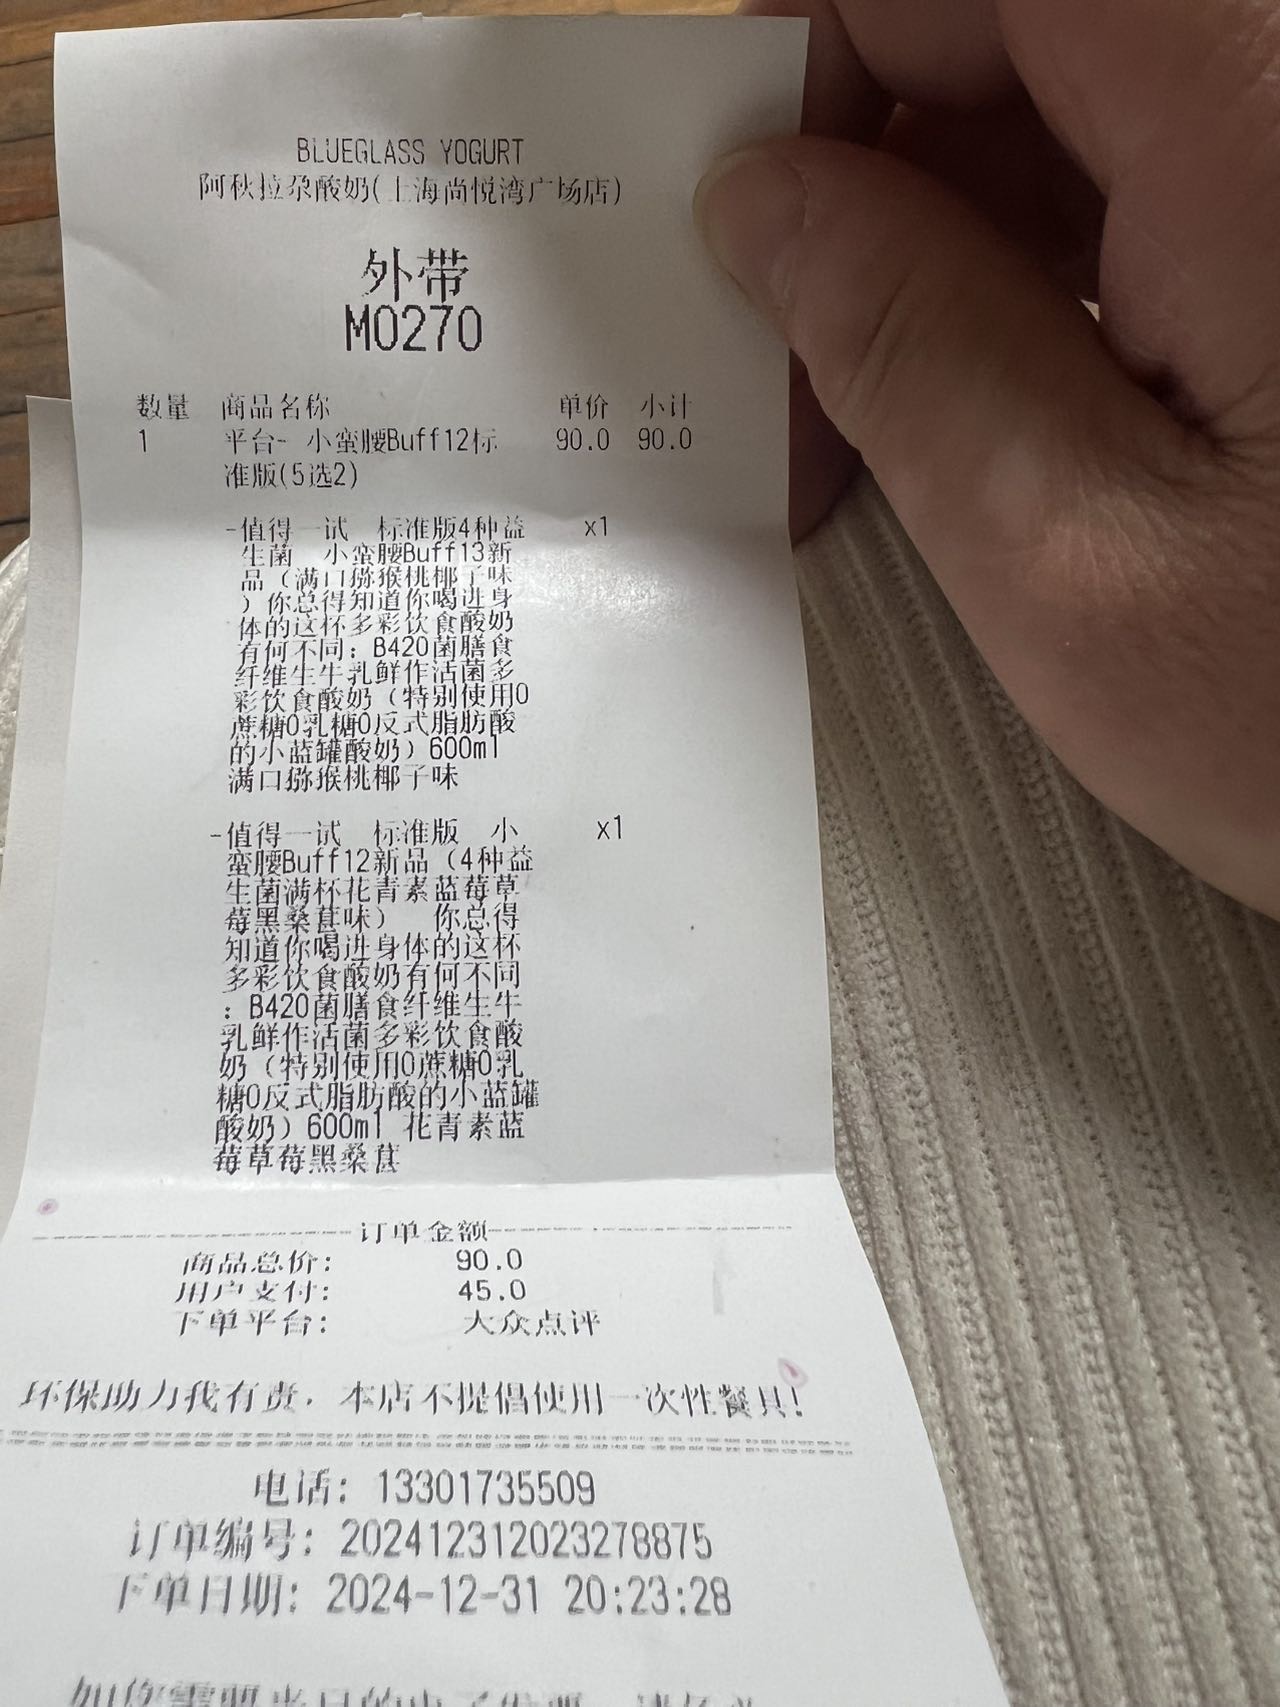 BLUEGLASS YOGURT
阿秋拉尕酸奶(上海尚悦湾广场店)
外带
M0270
数量 商品名称 单价 小计
1 平台- 小蛮腰Buff12标 90.0 90.0
准版(5选2)
-值得一试 标准版4种益 x1
生菌 小蛮腰Buff13新
品（满口猕猴桃椰子味
）你总得知道你喝进身
体的这杯多彩饮食酸奶
有何不同：B420菌膳食
纤维生牛乳鲜作活菌多
彩饮食酸奶（特别使用0
蔗糖0乳糖0反式脂肪酸
的小蓝罐酸奶）600ml
满口猕猴桃椰子味
-值得一试 标准版 小 x1
蛮腰Buff12新品（4种益
生菌满杯花青素蓝莓草
莓黑桑葚味） 你总得
知道你喝进身体的这杯
多彩饮食酸奶有何不同
：B420菌膳食纤维生牛
乳鲜作活菌多彩饮食酸
奶（特别使用0蔗糖0乳
糖0反式脂肪酸的小蓝罐
酸奶）600ml 花青素蓝
莓草莓黑桑葚
订单金额
商品总价: 90.0
用户支付: 45.0
下单平台: 大众点评
环保助力我有责，本店不提倡使用一次性餐具!
电话: 13301735509
订单编号: 202412312023278875
下单日期: 2024-12-31 20:23:28